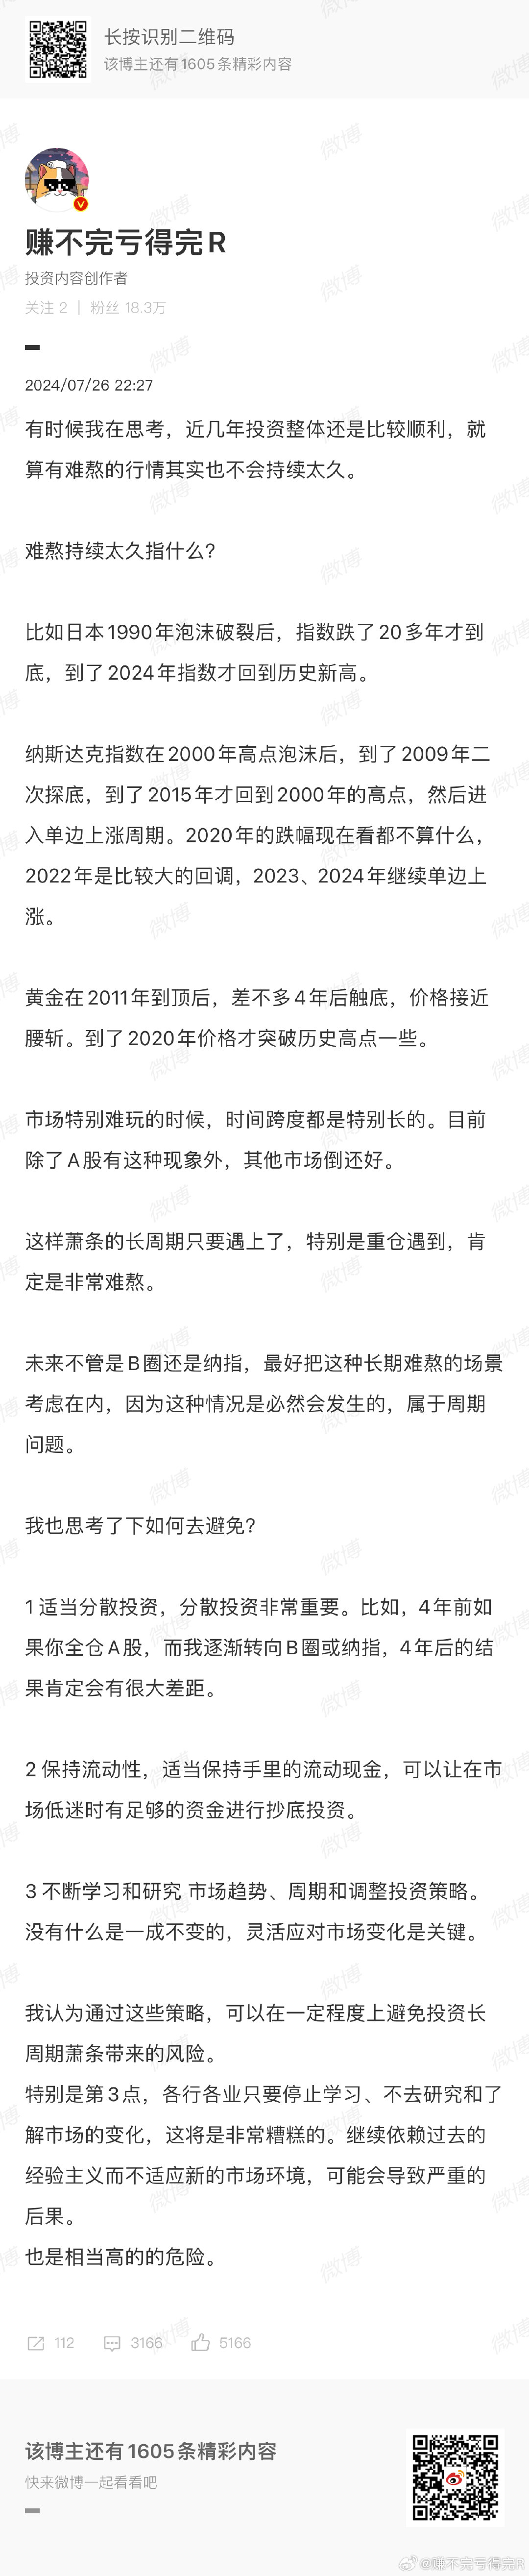 长按识别二维码
该博主还有1605条精彩内容
赚不完亏得完R
投资内容创作者
关注 2 | 粉丝 18.3万
2024/07/26 22:27
有时候我在思考，近几年投资整体还是比较顺利，就
算有难熬的行情其实也不会持续太久。
难熬持续太久指什么?
比如日本1990年泡沫破裂后，指数跌了20多年才到
底，到了2024年指数才回到历史新高。
纳斯达克指数在2000年高点泡沫后，到了2009年二
次探底，到了2015年才回到2000年的高点，然后进
入单边上涨周期。2020年的跌幅现在看都不算什么，
2022年是比较大的回调，2023、2024年继续单边上
涨。
黄金在2011年到顶后，差不多4年后触底，价格接近
腰斩。到了2020年价格才突破历史高点一些。
市场特别难玩的时候，时间跨度都是特别长的。目前
除了A股有这种现象外，其他市场倒还好。
这样萧条的长周期只要遇上了，特别是重仓遇到，肯
定是非常难熬。
未来不管是B圈还是纳指，最好把这种长期难熬的场景
考虑在内，因为这种情况是必然会发生的，属于周期
问题。
我也思考了下如何去避免?
1 适当分散投资，分散投资非常重要。比如，4年前如
果你全仓A股，而我逐渐转向B圈或纳指，4年后的结
果肯定会有很大差距。
2 保持流动性，适当保持手里的流动现金，可以让在市
场低迷时有足够的资金进行抄底投资。
3 不断学习和研究 市场趋势、周期和调整投资策略。
没有什么是一成不变的，灵活应对市场变化是关键。
我认为通过这些策略，可以在一定程度上避免投资长
周期萧条带来的风险。
特别是第3点，各行各业只要停止学习、不去研究和了
解市场的变化，这将是非常糟糕的。继续依赖过去的
经验主义而不适应新的市场环境，可能会导致严重的
后果。
也是相当高的的危险。
112 3166 5166
该博主还有1605条精彩内容
快来微博一起看看吧
@赚不完亏得完R